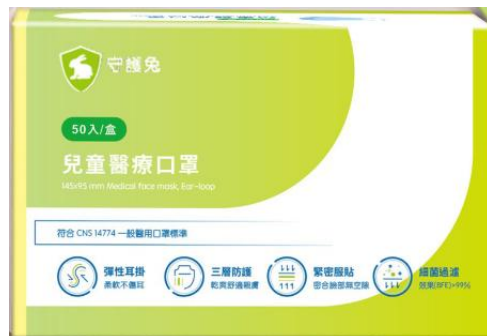 守護兔
50入/盒
兒童醫療口罩
145x95 mm Medical face mask, Ear-loop
符合 CNS 14774 一般醫用口罩標準
彈性耳掛
柔軟不傷耳
三層防護
乾爽舒適親膚
緊密服貼
密合臉部無空隙
細菌過濾
效果(BFE)>99%